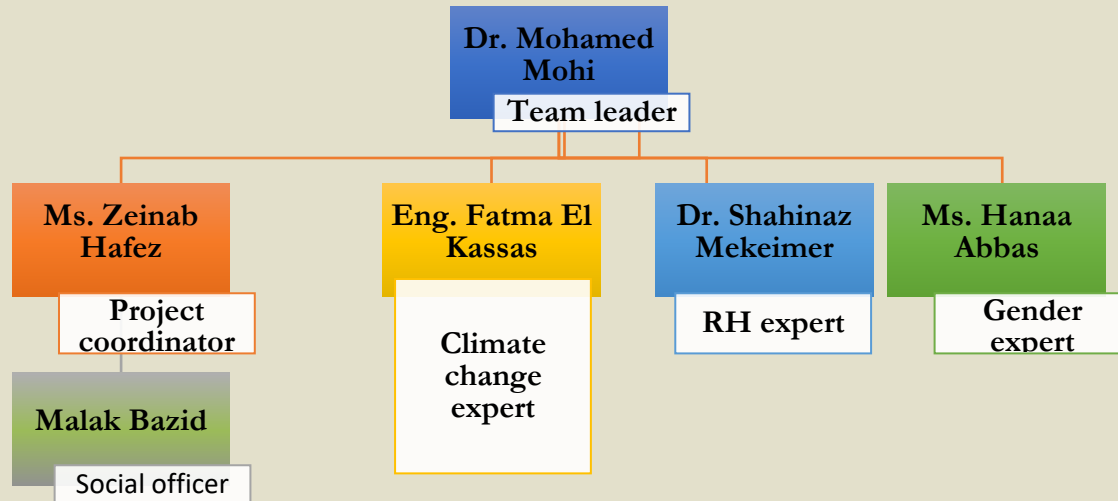 Dr. Mohamed
Mohi
Team leader
Ms. Zeinab
Hafez
Project
coordinator
Eng. Fatma El
Kassas
Climate
change
expert
Dr. Shahinaz
Mekeimer
RH expert
Ms. Hanaa
Abbas
Gender
expert
Malak Bazid
Social officer